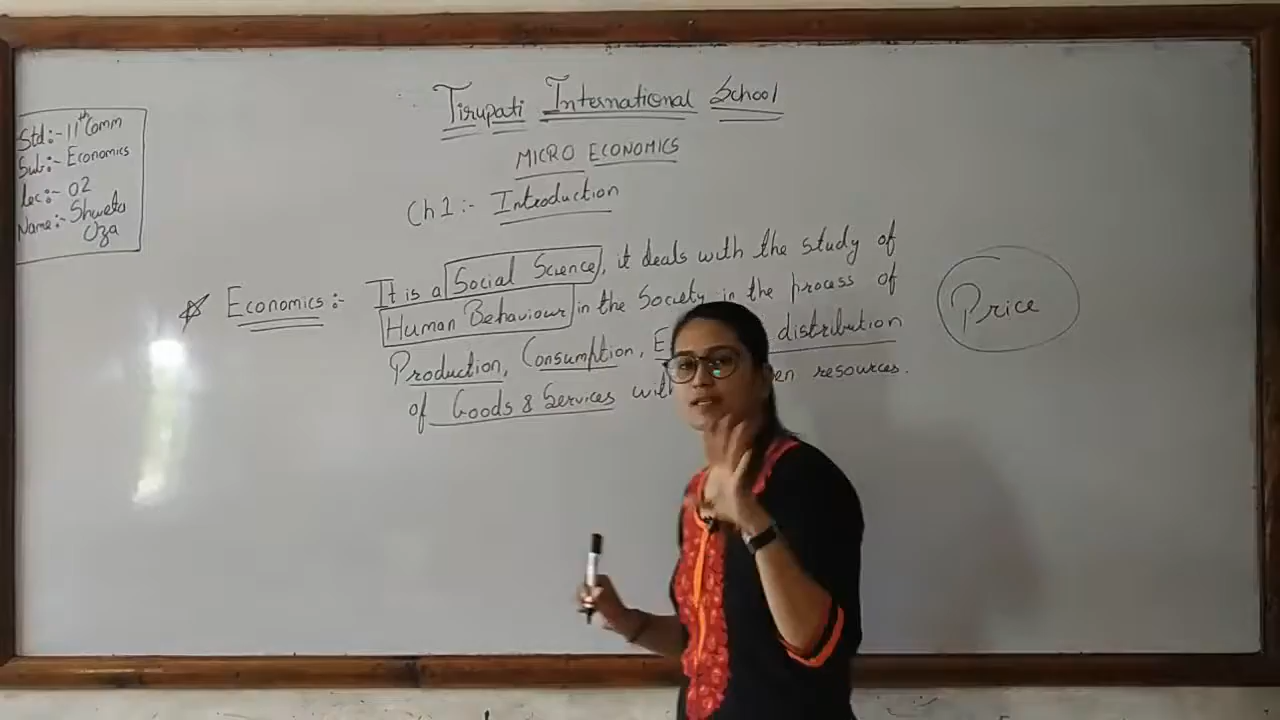 Tirupati International School
MICRO ECONOMICS
Ch 1:- Introduction
Std:- 11th Comm
Sub:- Economics
Lec:- 02
Name:- Shweta
Oza
Economics:- It is a Social Science, it deals with the study of
Human Behaviour in the Society in the process of
Production, Consumption, distribution
of Goods & Services resources.
Price